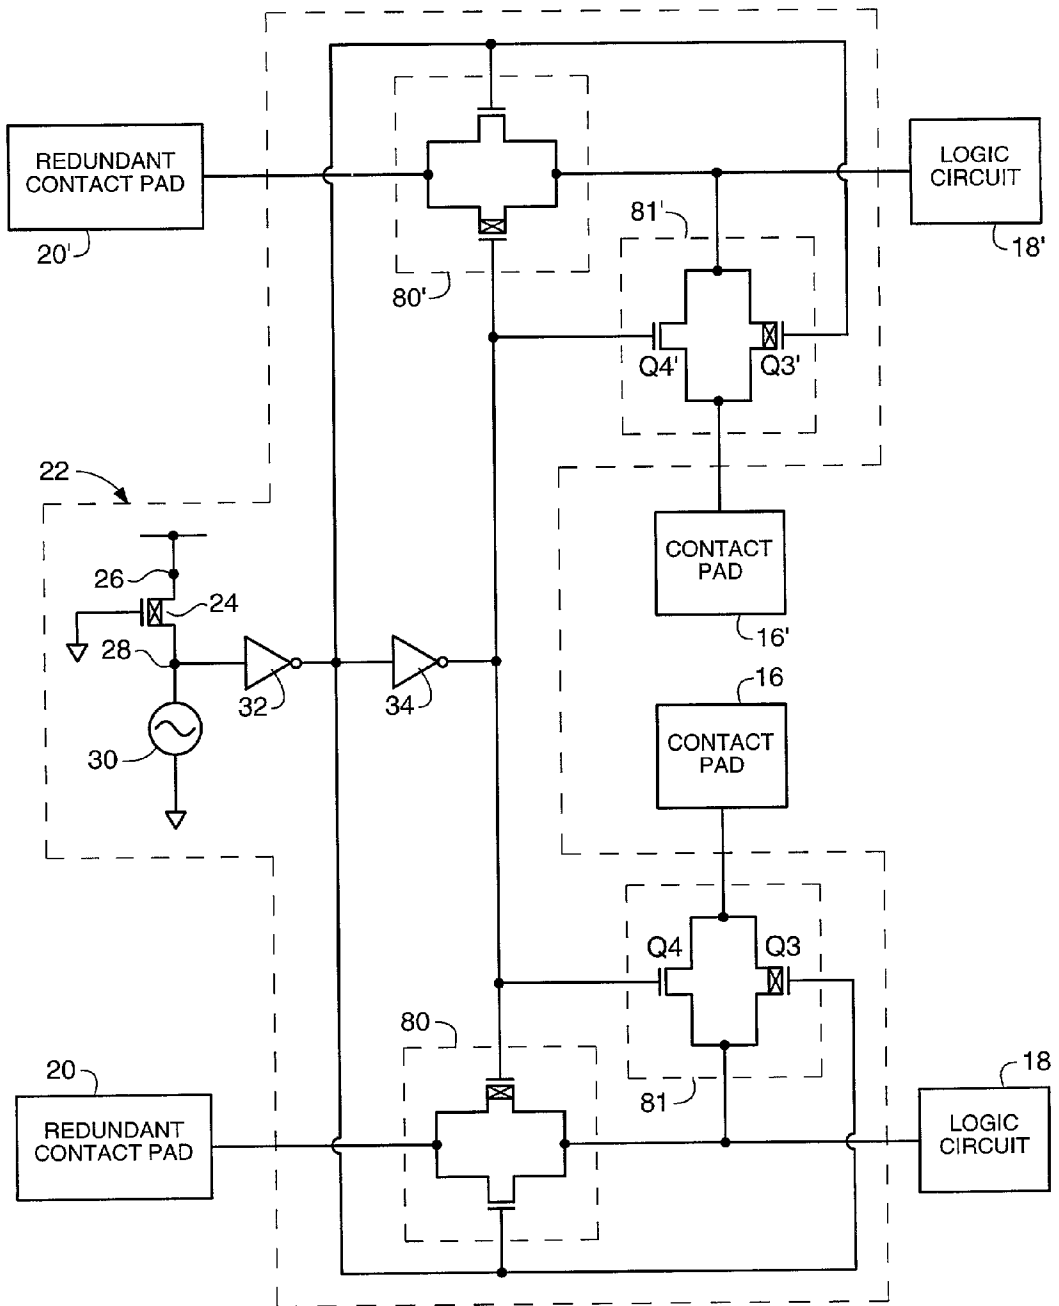 REDUNDANT
CONTACT PAD
20'
80'
81'
LOGIC
CIRCUIT
18'
Q4'
Q3'
22
26
24
28
32
34
30
CONTACT
PAD
16'
16
CONTACT
PAD
Q4
Q3
80
81
20
REDUNDANT
CONTACT PAD
18
LOGIC
CIRCUIT